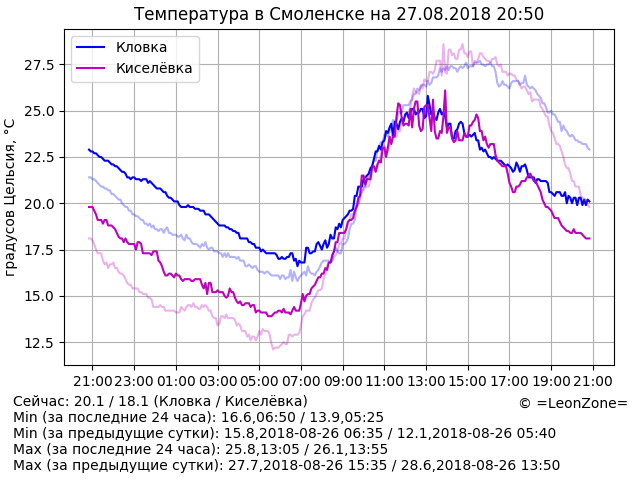 Температура в Смоленске на 27.08.2018 20:50
Кловка
Киселёвка
градусов Цельсия, °C
27.5
25.0
22.5
20.0
17.5
15.0
12.5
21:00 23:00 01:00 03:00 05:00 07:00 09:00 11:00 13:00 15:00 17:00 19:00 21:00
Сейчас: 20.1 / 18.1 (Кловка / Киселёвка)
© =LeonZone=
Min (за последние 24 часа): 16.6,06:50 / 13.9,05:25
Min (за предыдущие сутки): 15.8,2018-08-26 06:35 / 12.1,2018-08-26 05:40
Max (за последние 24 часа): 25.8,13:05 / 26.1,13:55
Max (за предыдущие сутки): 27.7,2018-08-26 15:35 / 28.6,2018-08-26 13:50